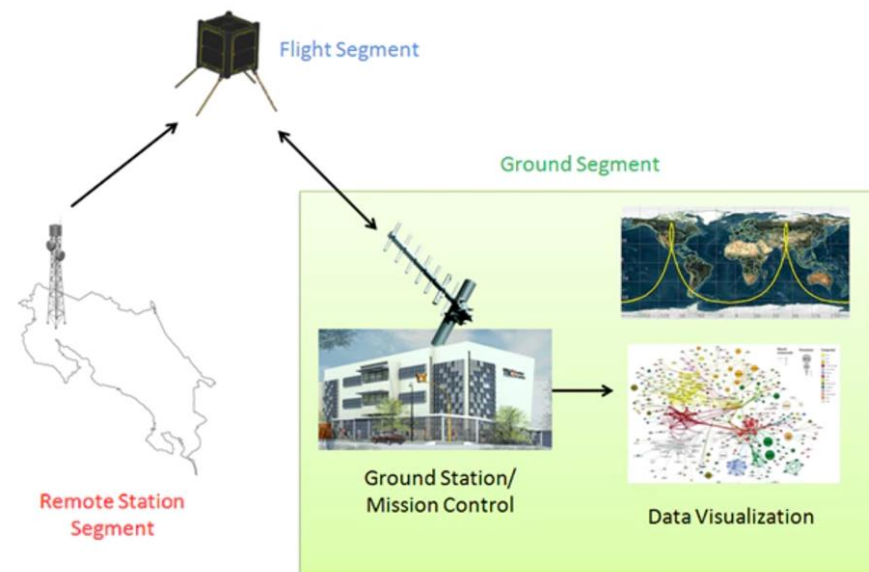 Flight Segment
Ground Segment
Remote Station
Segment
Ground Station/
Mission Control
Data Visualization